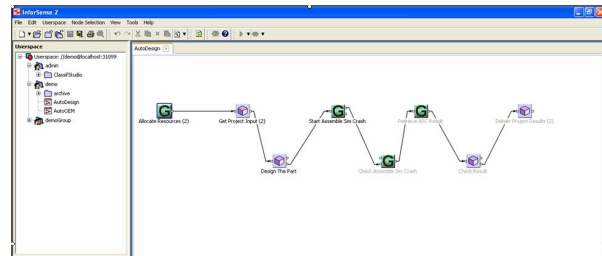 InforSense 2
File Edit Userspace Node Selection View Tools Help
Userspace
AutoDesign
Userspace: //demo@localhost:31099
admin
ClassifStudio
demo
archive
AutoDesign
AutoOEM
demoGroup
Allocate Resources (2)
Get Project Input (2)
Start Assemble Sim Crash
Retrieve ASC Result
Deliver Project Results (2)
Design The Part
Check Assemble Sim Crash
Check Result